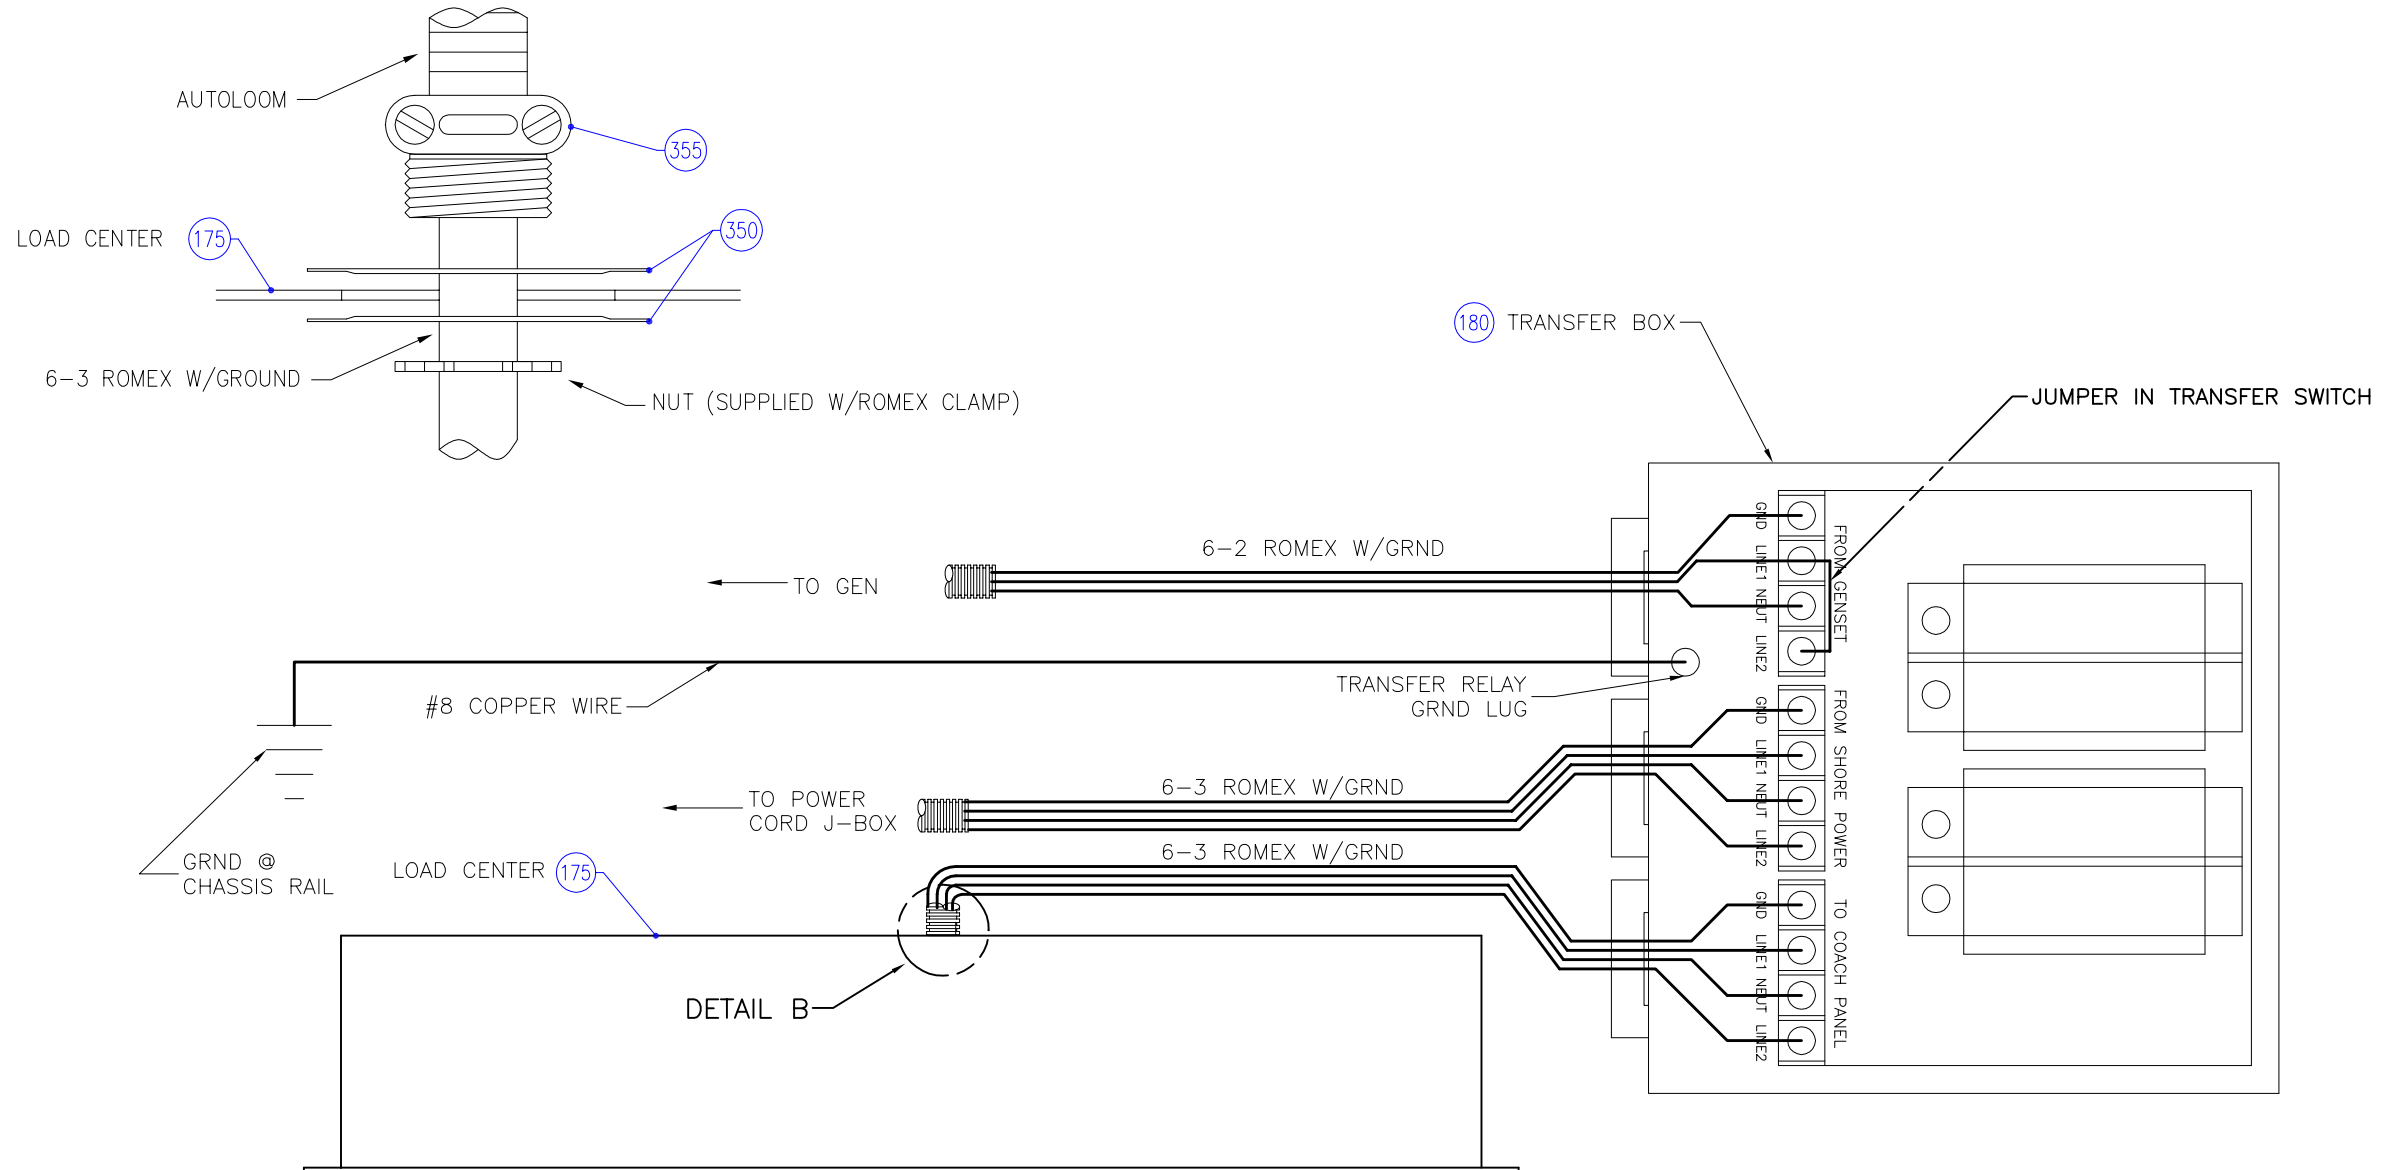 AUTOLOOM
355
LOAD CENTER 175
350
6-3 ROMEX W/GROUND
NUT (SUPPLIED W/ROMEX CLAMP)
180 TRANSFER BOX
JUMPER IN TRANSFER SWITCH
6-2 ROMEX W/GRND
TO GEN
GND LINE1 NEUT LINE2
FROM GENSET
#8 COPPER WIRE
TRANSFER RELAY
GRND LUG
GRND @
CHASSIS RAIL
TO POWER
CORD J-BOX
6-3 ROMEX W/GRND
GND LINE1 NEUT LINE2
FROM SHORE POWER
6-3 ROMEX W/GRND
LOAD CENTER 175
GND LINE1 NEUT LINE2
TO COACH PANEL
DETAIL B